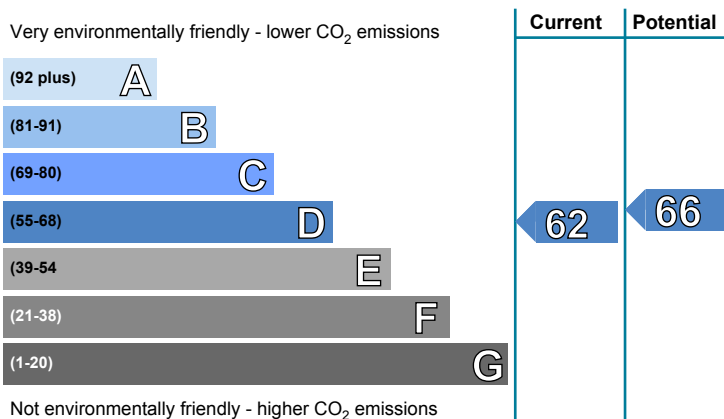 Very environmentally friendly - lower CO2 emissions
Current Potential
(92 plus) A
(81-91) B
(69-80) C
(55-68) D
62 66
(39-54 E
(21-38) F
(1-20) G
Not environmentally friendly - higher CO2 emissions